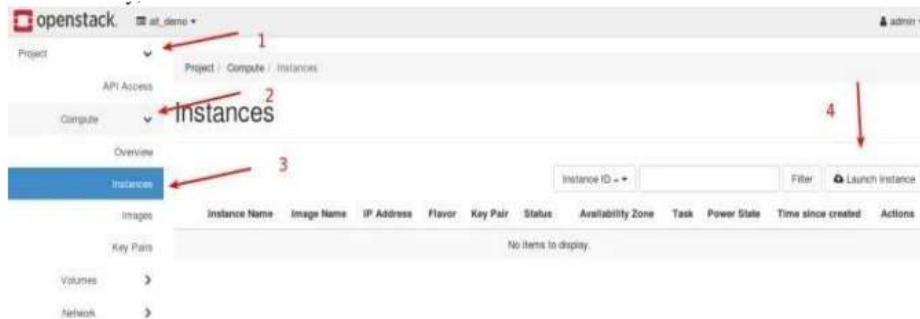 openstack. alt_demo
admin
Project
1
Project / Compute / Instances
API Access
2
Instances
4
Compute
Overview
3
Instances
Instance ID =
Filter
Launch Instance
Images
Instance Name Image Name IP Address Flavor Key Pair Status Availability Zone Task Power State Time since created Actions
Key Pairs
No items to display.
Volumes
Network